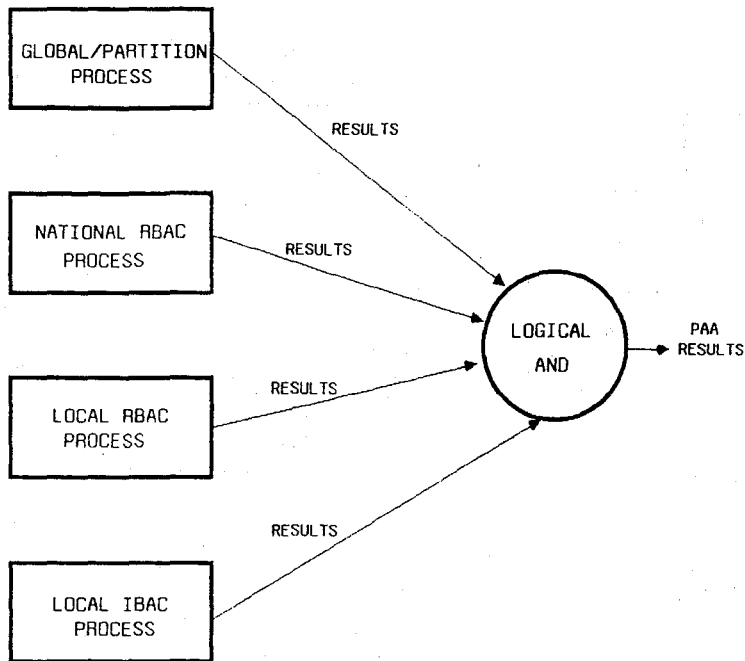 GLOBAL/PARTITION
PROCESS
RESULTS
NATIONAL RBAC
PROCESS
RESULTS
LOGICAL
AND
PAA
RESULTS
LOCAL RBAC
PROCESS
RESULTS
LOCAL IBAC
PROCESS
RESULTS